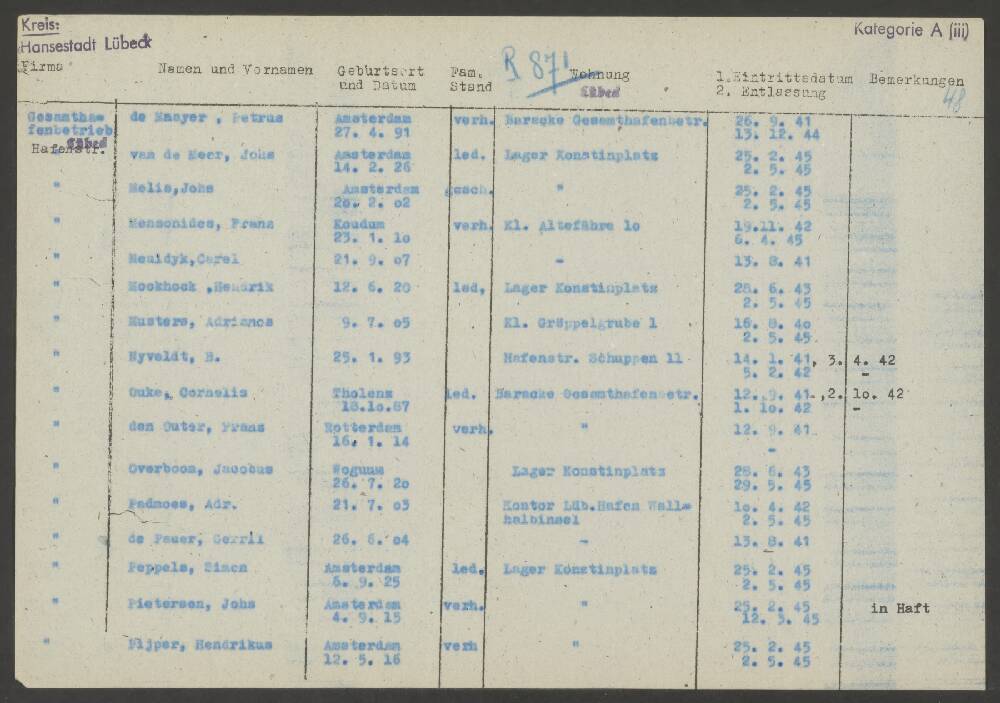 Kreis:
Hansestadt Lübeck
Kategorie A (iii)
Firma Namen und Vornamen Geburtsort Fam. R 871 Wohnung 1.Eintrittsdatum Bemerkungen
und Datum Stand Lübeck 2. Entlassung 48
Gesamtha= de Kaayer , Petrus Amsterdam verh. Baracke Gesamthafenbetr. 26. 9. 41
fenbetrieb 27. 4. 91 13. 12. 44
Lübeck
Hafenstr. van de Meer, Johs Amsterdam led. Lager Konstinplatz 25. 2. 45
14. 2. 26 2. 5. 45
" Melis,Johs Amsterdam gesch. " 25. 2. 45
2o. 2. o2 2. 5. 45
" Mensonides, Franz Koudum verh. Kl. Altefähre 1o 19.11. 42
23. 1. 1o 6. 4. 45
" Menidyk,Carel 21. 9. o7 - 13. 8. 41
" Mookhock ,Hendrik 12. 6. 20 led, Lager Konstinplatz 28. 6. 43
2. 5. 45
" Musters, Adrianos 9. 7. o5 Kl. Gröppelgrube 1 16. 8. 4o
2. 5. 45.
" Nyveldt, B. 25. 1. 93 Hafenstr. Schuppen 11 14. 1. 41, 3. 4. 42
5. 2. 42 -
" Ouke, Cornelis Tholens led. Baracke Gesamthafenbetr. 12. 9. 41-,2. 1o. 42
18.1o.87 1. 1o. 42 -
" den Outer, Frans Rotterdam verh. " 12. 9. 41
16. 1. 14 -
" Overboom, Jacobus Woguum Lager Konstinplatz 28. 6. 43
26. 7. 2o 29. 5. 45
" Padmoes, Adr. 21. 7. o3 Kontor Lüb.Hafen Wall= 1o. 4. 42
halbinsel 2. 5. 45
" de Pauer, Gerrit 26. 6. o4 - 13. 8. 41
" Peppels, Simon Amsterdam led. Lager Konstinplatz 25. 2. 45
6. 9. 25 2. 5. 45
" Pietersen, Johs Amsterdam verh. " 25. 2. 45 in Haft
4. 9. 15 12. 3. 45
" Pijper, Hendrikus Amsterdam verh " 25. 2. 45
12. 5. 16 2. 5. 45